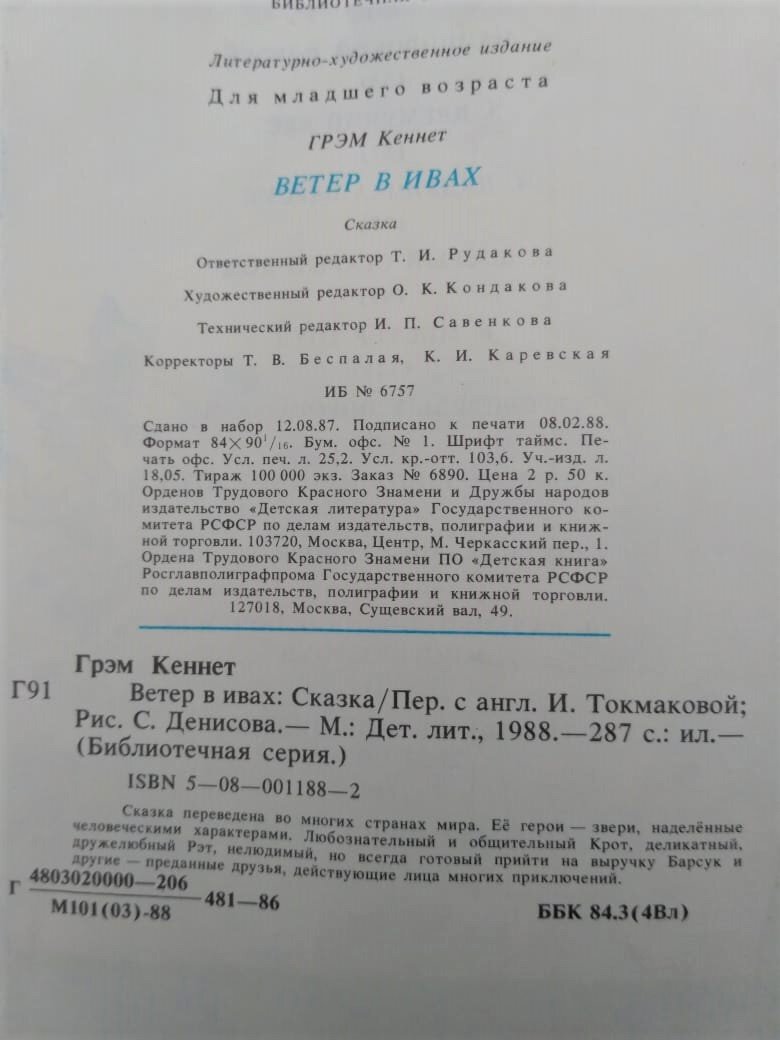 БИБЛИОТЕЧНАЯ
Литературно-художественное издание
Для младшего возраста
ГРЭМ Кеннет
ВЕТЕР В ИВАХ
Сказка
Ответственный редактор Т. И. Рудакова
Художественный редактор О. К. Кондакова
Технический редактор И. П. Савенкова
Корректоры Т. В. Беспалая, К. И. Каревская
ИБ № 6757
Сдано в набор 12.08.87. Подписано к печати 08.02.88.
Формат 84×90 1/16. Бум. офс. № 1. Шрифт таймс. Пе-
чать офс. Усл. печ. л. 25,2. Усл. кр.-отт. 103,6. Уч.-изд. л.
18,05. Тираж 100 000 экз. Заказ № 6890. Цена 2 р. 50 к.
Орденов Трудового Красного Знамени и Дружбы народов
издательство «Детская литература» Государственного ко-
митета РСФСР по делам издательств, полиграфии и книж-
ной торговли. 103720, Москва, Центр, М. Черкасский пер., 1.
Ордена Трудового Красного Знамени ПО «Детская книга»
Росглавполиграфпрома Государственного комитета РСФСР
по делам издательств, полиграфии и книжной торговли.
127018, Москва, Сущевский вал, 49.
Грэм Кеннет
Г91 Ветер в ивах: Сказка/Пер. с англ. И. Токмаковой;
Рис. С. Денисова.— М.: Дет. лит., 1988.—287 с.: ил.—
(Библиотечная серия.)
ISBN 5—08—001188—2
Сказка переведена во многих странах мира. Её герои — звери, наделённые
человеческими характерами. Любознательный и общительный Крот, деликатный,
дружелюбный Рэт, нелюдимый, но всегда готовый прийти на выручку Барсук и
другие — преданные друзья, действующие лица многих приключений.
Г 4803020000—206 481—86
М101(03)-88
ББК 84.3(4Вл)